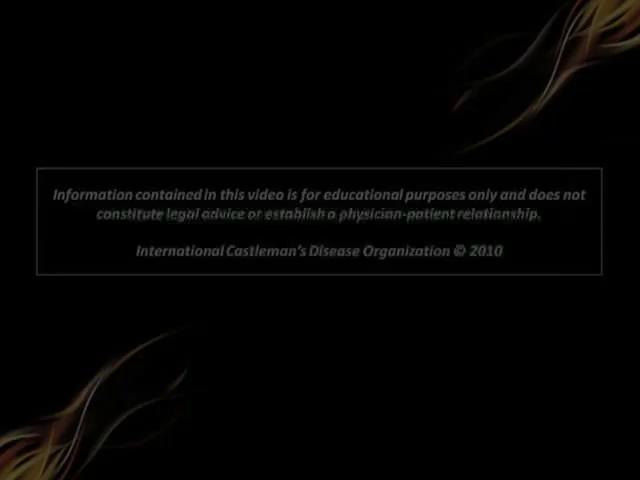 Information contained in this video is for educational purposes only and does not
constitute legal advice or establish a physician-patient relationship.
International Castleman's Disease Organization © 2010